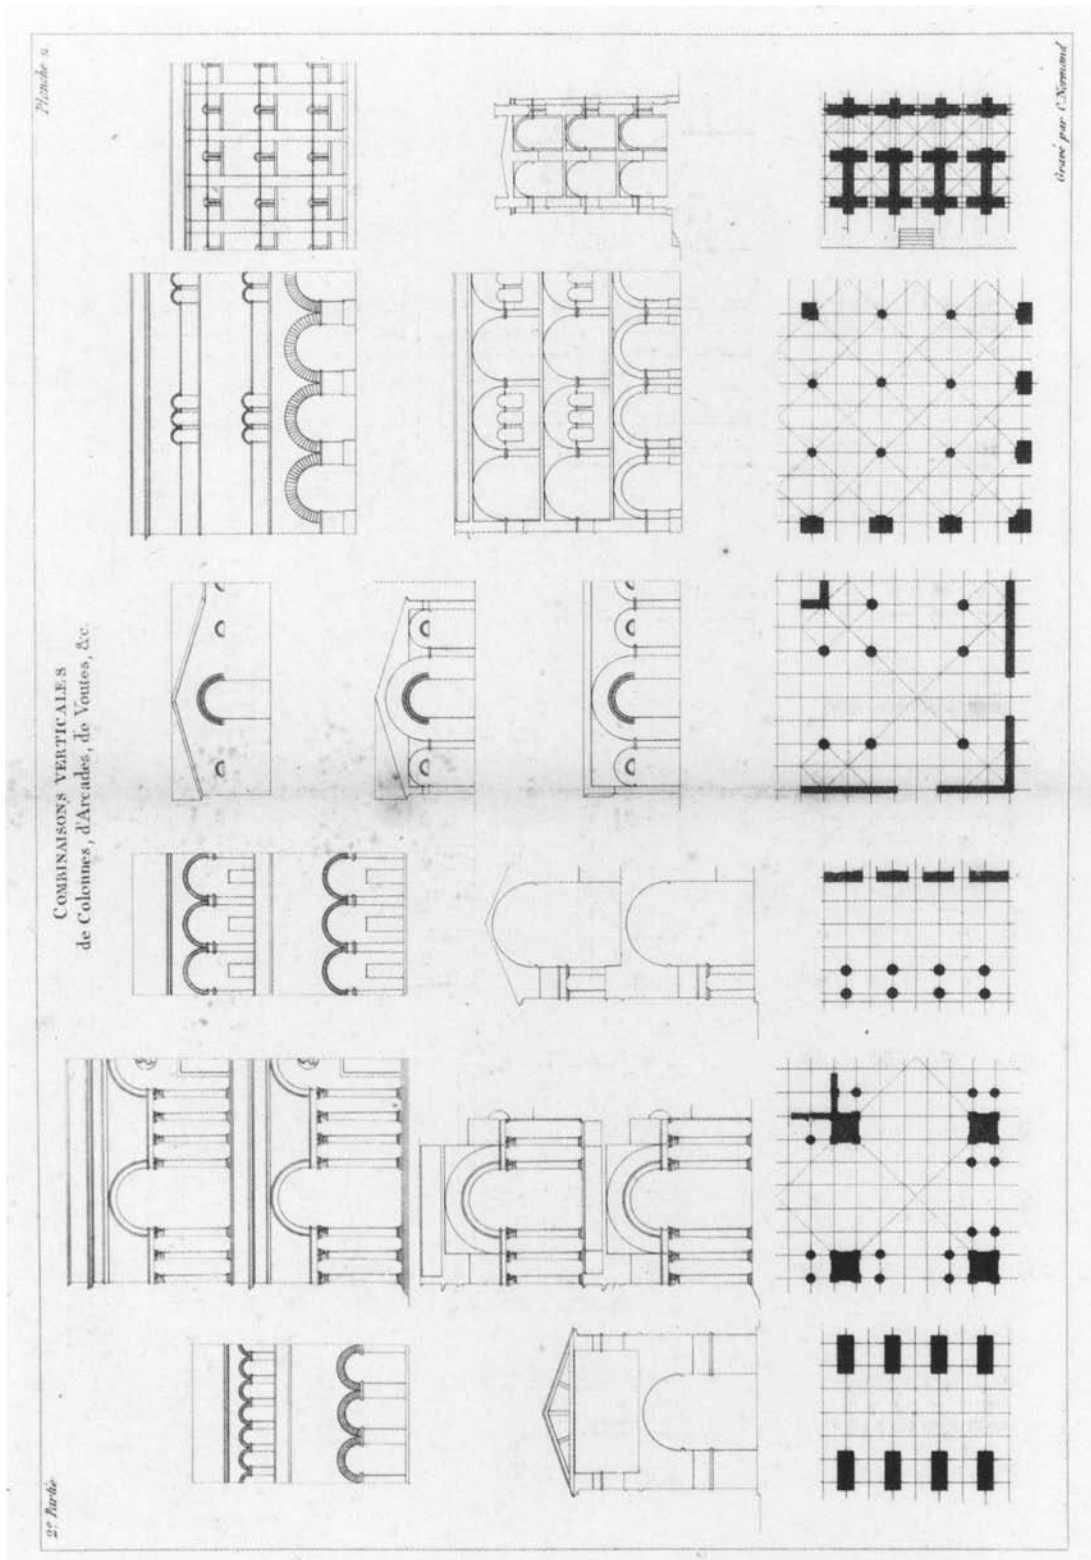 2e. Partie
COMBINAISONS VERTICALES
de Colonnes, d'Arcades, de Voutes, &c.
Planche 2.
Gravé par C. Normand